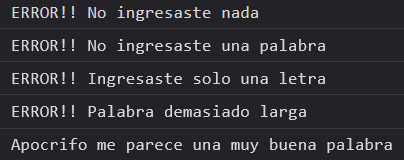 ERROR!! No ingresaste nada
ERROR!! No ingresaste una palabra
ERROR!! Ingresaste solo una letra
ERROR!! Palabra demasiado larga
Apocrifo me parece una muy buena palabra